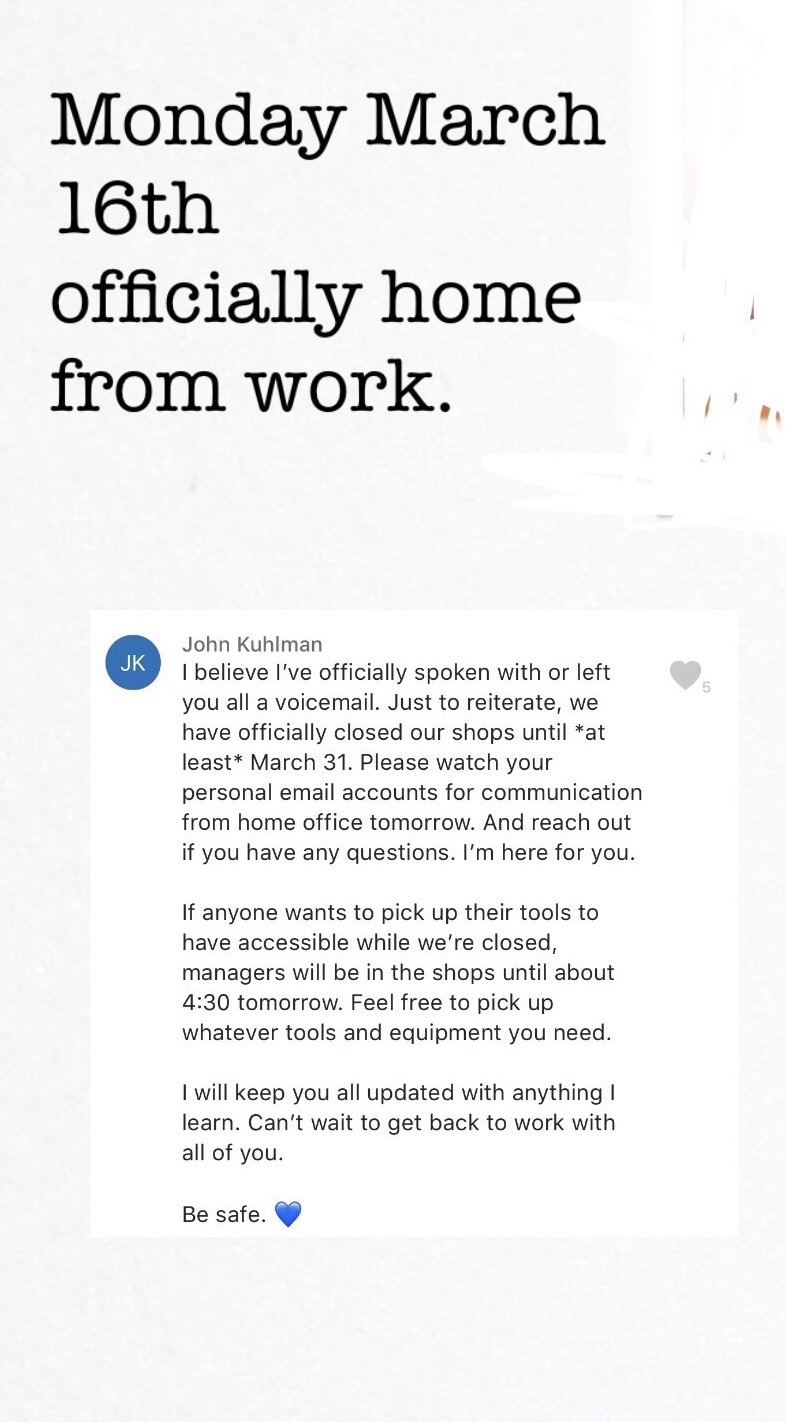 Monday March
16th
officially home
from work.
JK
John Kuhlman
I believe I’ve officially spoken with or left
you all a voicemail. Just to reiterate, we
have officially closed our shops until *at
least* March 31. Please watch your
personal email accounts for communication
from home office tomorrow. And reach out
if you have any questions. I’m here for you.
5
If anyone wants to pick up their tools to
have accessible while we’re closed,
managers will be in the shops until about
4:30 tomorrow. Feel free to pick up
whatever tools and equipment you need.
I will keep you all updated with anything I
learn. Can’t wait to get back to work with
all of you.
Be safe. 💙